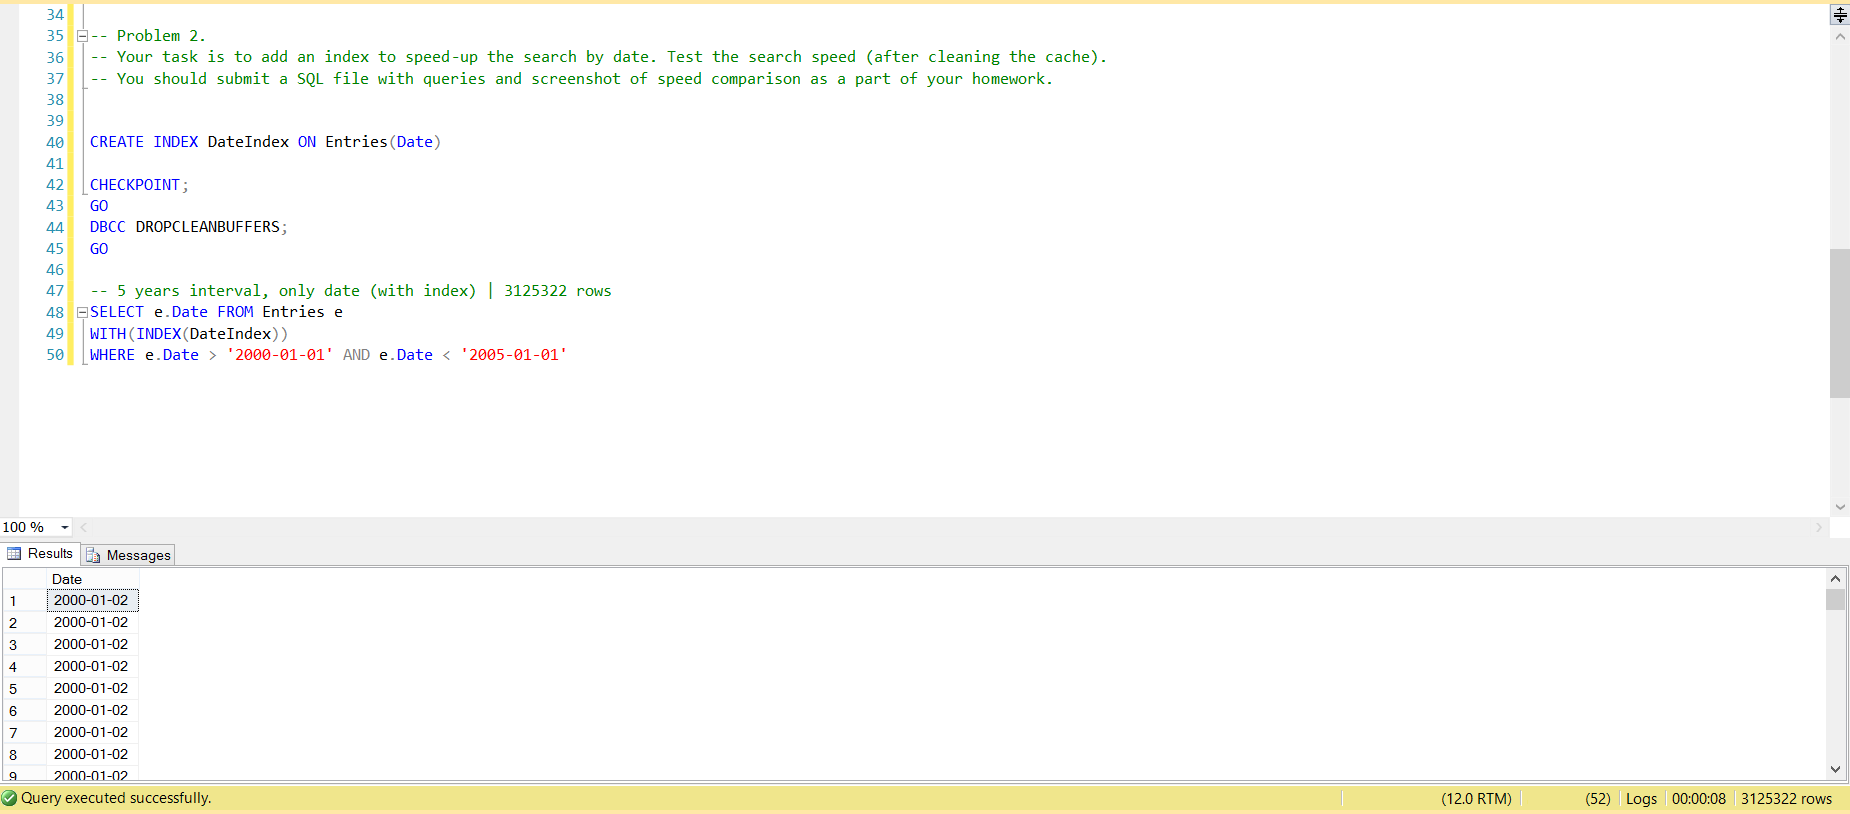 34
35 -- Problem 2.
36 -- Your task is to add an index to speed-up the search by date. Test the search speed (after cleaning the cache).
37 -- You should submit a SQL file with queries and screenshot of speed comparison as a part of your homework.
38
39
40 CREATE INDEX DateIndex ON Entries(Date)
41
42 CHECKPOINT;
43 GO
44 DBCC DROPCLEANBUFFERS;
45 GO
46
47 -- 5 years interval, only date (with index) | 3125322 rows
48 SELECT e.Date FROM Entries e
49 WITH(INDEX(DateIndex))
50 WHERE e.Date > '2000-01-01' AND e.Date < '2005-01-01'
100 %
Results Messages
Date
1 2000-01-02
2 2000-01-02
3 2000-01-02
4 2000-01-02
5 2000-01-02
6 2000-01-02
7 2000-01-02
8 2000-01-02
9 2000-01-02
Query executed successfully. (12.0 RTM) (52) Logs 00:00:08 3125322 rows